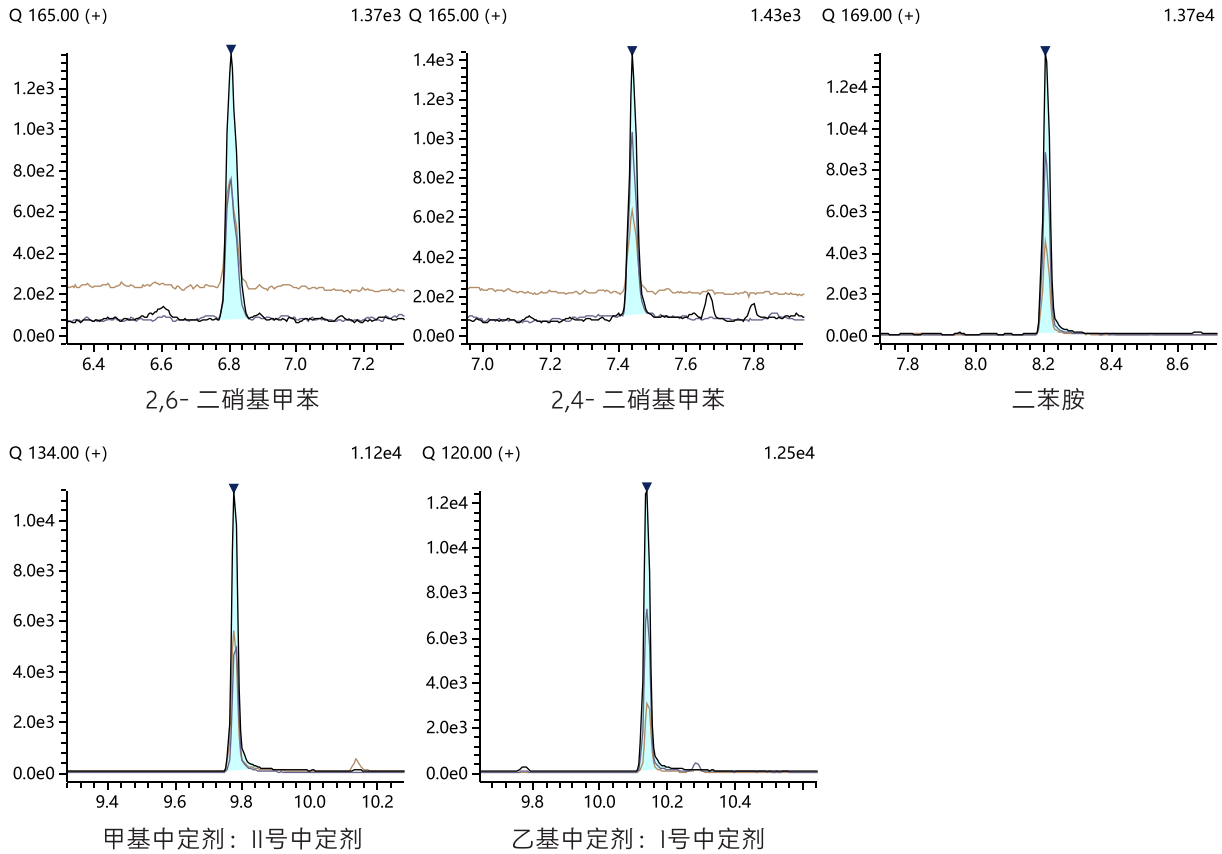 Q 165.00 (+) 1.37e3 Q 165.00 (+) 1.43e3 Q 169.00 (+) 1.37e4
1.2e3
1.0e3
8.0e2
6.0e2
4.0e2
2.0e2
0.0e0
6.4 6.6 6.8 7.0 7.2
2,6- 二硝基甲苯
1.4e3
1.2e3
1.0e3
8.0e2
6.0e2
4.0e2
2.0e2
0.0e0
7.0 7.2 7.4 7.6 7.8
2,4- 二硝基甲苯
1.2e4
1.0e4
8.0e3
6.0e3
4.0e3
2.0e3
0.0e0
7.8 8.0 8.2 8.4 8.6
二苯胺
Q 134.00 (+) 1.12e4 Q 120.00 (+) 1.25e4
1.0e4
8.0e3
6.0e3
4.0e3
2.0e3
0.0e0
9.4 9.6 9.8 10.0 10.2
甲基中定剂：II号中定剂
1.2e4
1.0e4
8.0e3
6.0e3
4.0e3
2.0e3
0.0e0
9.8 10.0 10.2 10.4
乙基中定剂：I号中定剂